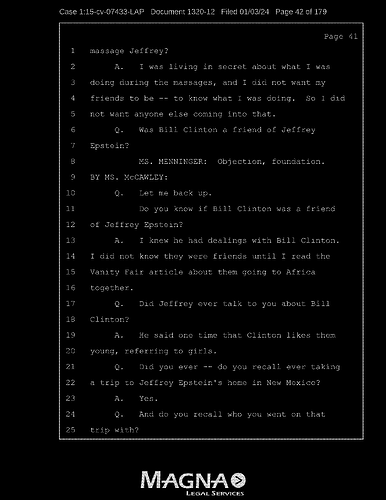 Case 1:15-cv-07433-LAP Document 1320-12 Filed 01/03/24 Page 42 of 179
Page 41
1 massage Jeffrey?
2 A. I was living in secret about what I was
3 doing during the massages, and I did not want my
4 friends to be -- to know what I was doing. So I did
5 not want anyone else coming into that.
6 Q. Was Bill Clinton a friend of Jeffrey
7 Epstein?
8 MS. MENNINGER: Objection, foundation.
9 BY MS. McCAWLEY:
10 Q. Let me back up.
11 Do you know if Bill Clinton was a friend
12 of Jeffrey Epstein?
13 A. I knew he had dealings with Bill Clinton.
14 I did not know they were friends until I read the
15 Vanity Fair article about them going to Africa
16 together.
17 Q. Did Jeffrey ever talk to you about Bill
18 Clinton?
19 A. He said one time that Clinton likes them
20 young, referring to girls.
21 Q. Did you ever -- do you recall ever taking
22 a trip to Jeffrey Epstein's home in New Mexico?
23 A. Yes.
24 Q. And do you recall who you went on that
25 trip with?
MAGNA
LEGAL SERVICES